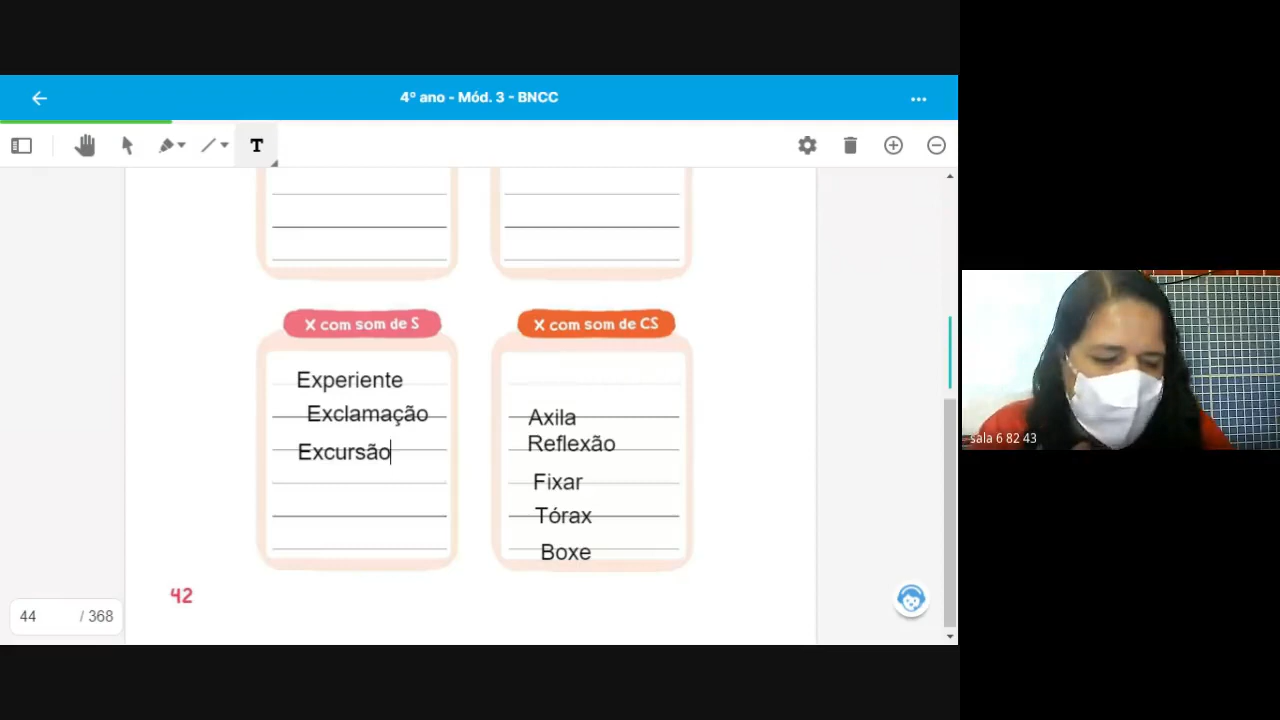 4º ano - Mód. 3 - BNCC
T
X com som de S
X com som de CS
Experiente
Exclamação
Excursão
Axila
Reflexão
Fixar
Tórax
Boxe
42
44 / 368
sala 6 82 43